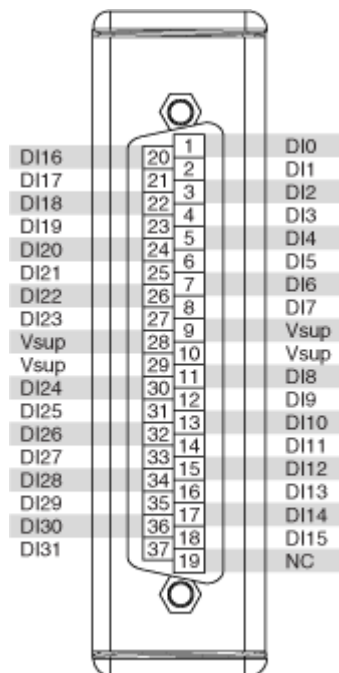 1 DI0
DI16 20
2 DI1
DI17 21
3 DI2
DI18 22
4 DI3
DI19 23
5 DI4
DI20 24
6 DI5
DI21 25
7 DI6
DI22 26
8 DI7
DI23 27
9 Vsup
Vsup 28
10 Vsup
Vsup 29
11 DI8
DI24 30
12 DI9
DI25 31
13 DI10
DI26 32
14 DI11
DI27 33
15 DI12
DI28 34
16 DI13
DI29 35
17 DI14
DI30 36
18 DI15
DI31 37
19 NC